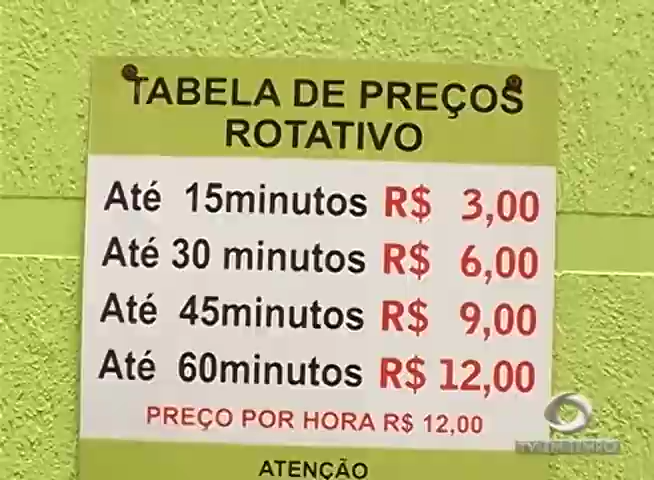 TABELA DE PREÇOS
ROTATIVO
Até 15minutos R$ 3,00
Até 30 minutos R$ 6,00
Até 45minutos R$ 9,00
Até 60minutos R$ 12,00
PREÇO POR HORA R$ 12,00
ATENÇÃO